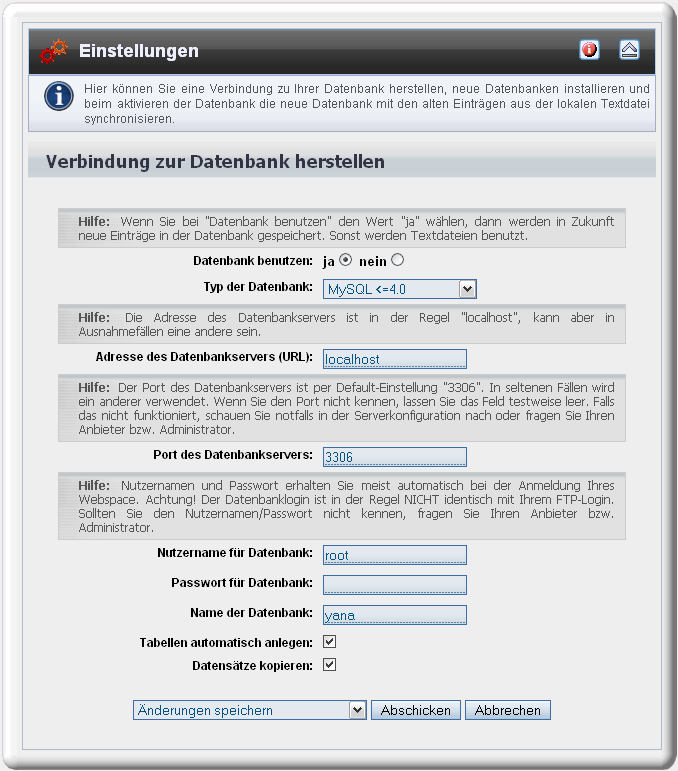 Einstellungen
Hier können Sie eine Verbindung zu Ihrer Datenbank herstellen, neue Datenbanken installieren und
beim aktivieren der Datenbank die neue Datenbank mit den alten Einträgen aus der lokalen Textdatei
synchronisieren.
Verbindung zur Datenbank herstellen
Hilfe: Wenn Sie bei "Datenbank benutzen" den Wert "ja" wählen, dann werden in Zukunft
neue Einträge in der Datenbank gespeichert. Sonst werden Textdateien benutzt.
Datenbank benutzen: ja nein
Typ der Datenbank: MySQL <=4.0
Hilfe: Die Adresse des Datenbankservers ist in der Regel "localhost", kann aber in
Ausnahmefällen eine andere sein.
Adresse des Datenbankservers (URL): localhost
Hilfe: Der Port des Datenbankservers ist per Default-Einstellung "3306". In seltenen Fällen wird
ein anderer verwendet. Wenn Sie den Port nicht kennen, lassen Sie das Feld testweise leer. Falls
das nicht funktioniert, schauen Sie notfalls in der Serverkonfiguration nach oder fragen Sie Ihren
Anbieter bzw. Administrator.
Port des Datenbankservers: 3306
Hilfe: Nutzernamen und Passwort erhalten Sie meist automatisch bei der Anmeldung Ihres
Webspace. Achtung! Der Datenbanklogin ist in der Regel NICHT identisch mit Ihrem FTP-Login.
Sollten Sie den Nutzernamen/Passwort nicht kennen, fragen Sie Ihren Anbieter bzw.
Administrator.
Nutzername für Datenbank: root
Passwort für Datenbank:
Name der Datenbank: yana
Tabellen automatisch anlegen:
Datensätze kopieren:
Änderungen speichern Abschicken Abbrechen